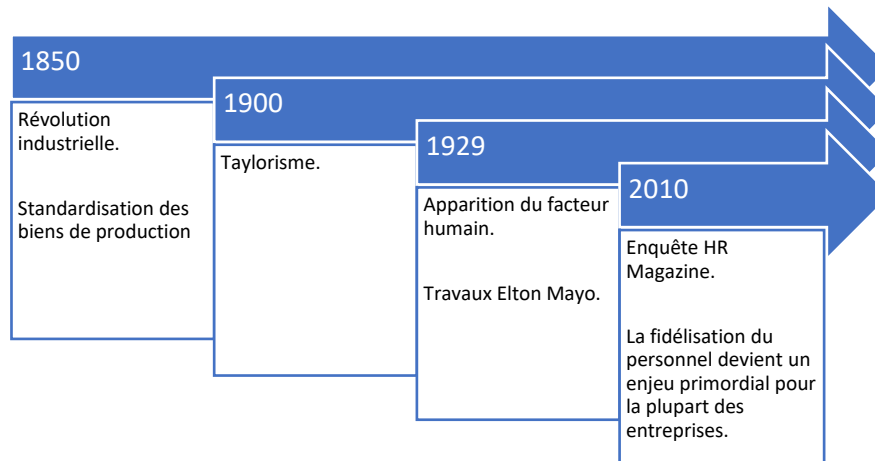 1850
Révolution
industrielle.
Standardisation des
biens de production
1900
Taylorisme.
1929
Apparition du facteur
humain.
Travaux Elton Mayo.
2010
Enquête HR
Magazine.
La fidélisation du
personnel devient un
enjeu primordial pour
la plupart des
entreprises.